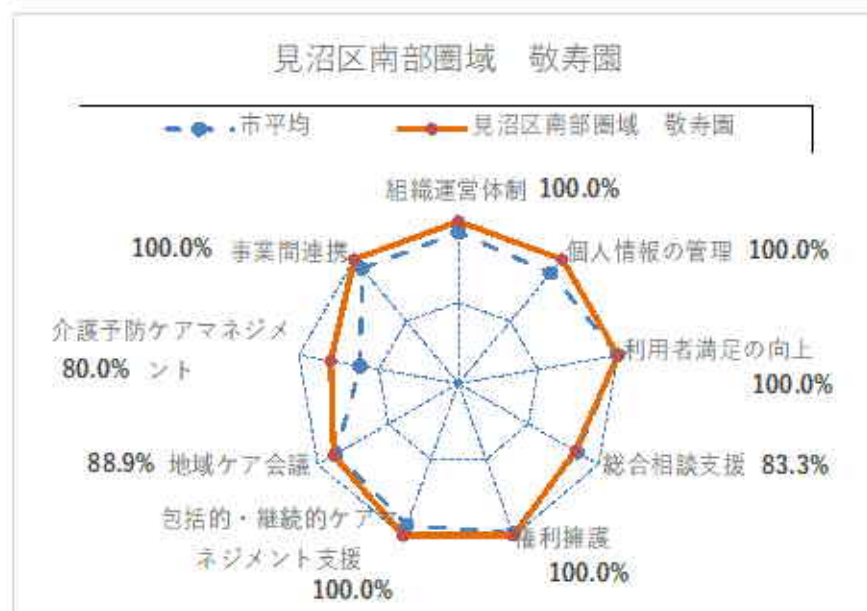 見沼区南部圏域　敬寿園
市平均
見沼区南部圏域　敬寿園
組織運営体制 100.0%
100.0% 事業間連携
個人情報の管理 100.0%
介護予防ケアマネジメ
80.0% ント
利用者満足の向上
100.0%
88.9% 地域ケア会議
総合相談支援 83.3%
包括的・継続的ケア
ネジメント支援
100.0%
権利擁護
100.0%